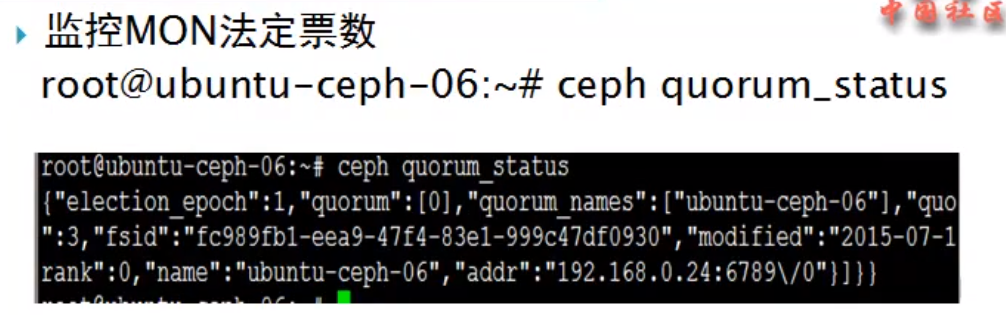 中国社区
监控MON法定票数
root@ubuntu-ceph-06:~# ceph quorum_status
root@ubuntu-ceph-06:~# ceph quorum_status
{"election_epoch":1,"quorum":[0],"quorum_names":["ubuntu-ceph-06"],"quo
":3,"fsid":"fc989fb1-eea9-47f4-83e1-999c47df0930","modified":"2015-07-1
rank":0,"name":"ubuntu-ceph-06","addr":"192.168.0.24:6789\/0"}]}}